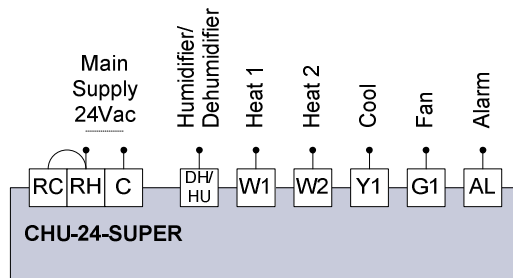 Main
Supply
24Vac
Humidifier/
Dehumidifier
Heat 1
Heat 2
Cool
Fan
Alarm
RC RH C DH/ HU W1 W2 Y1 G1 AL
CHU-24-SUPER